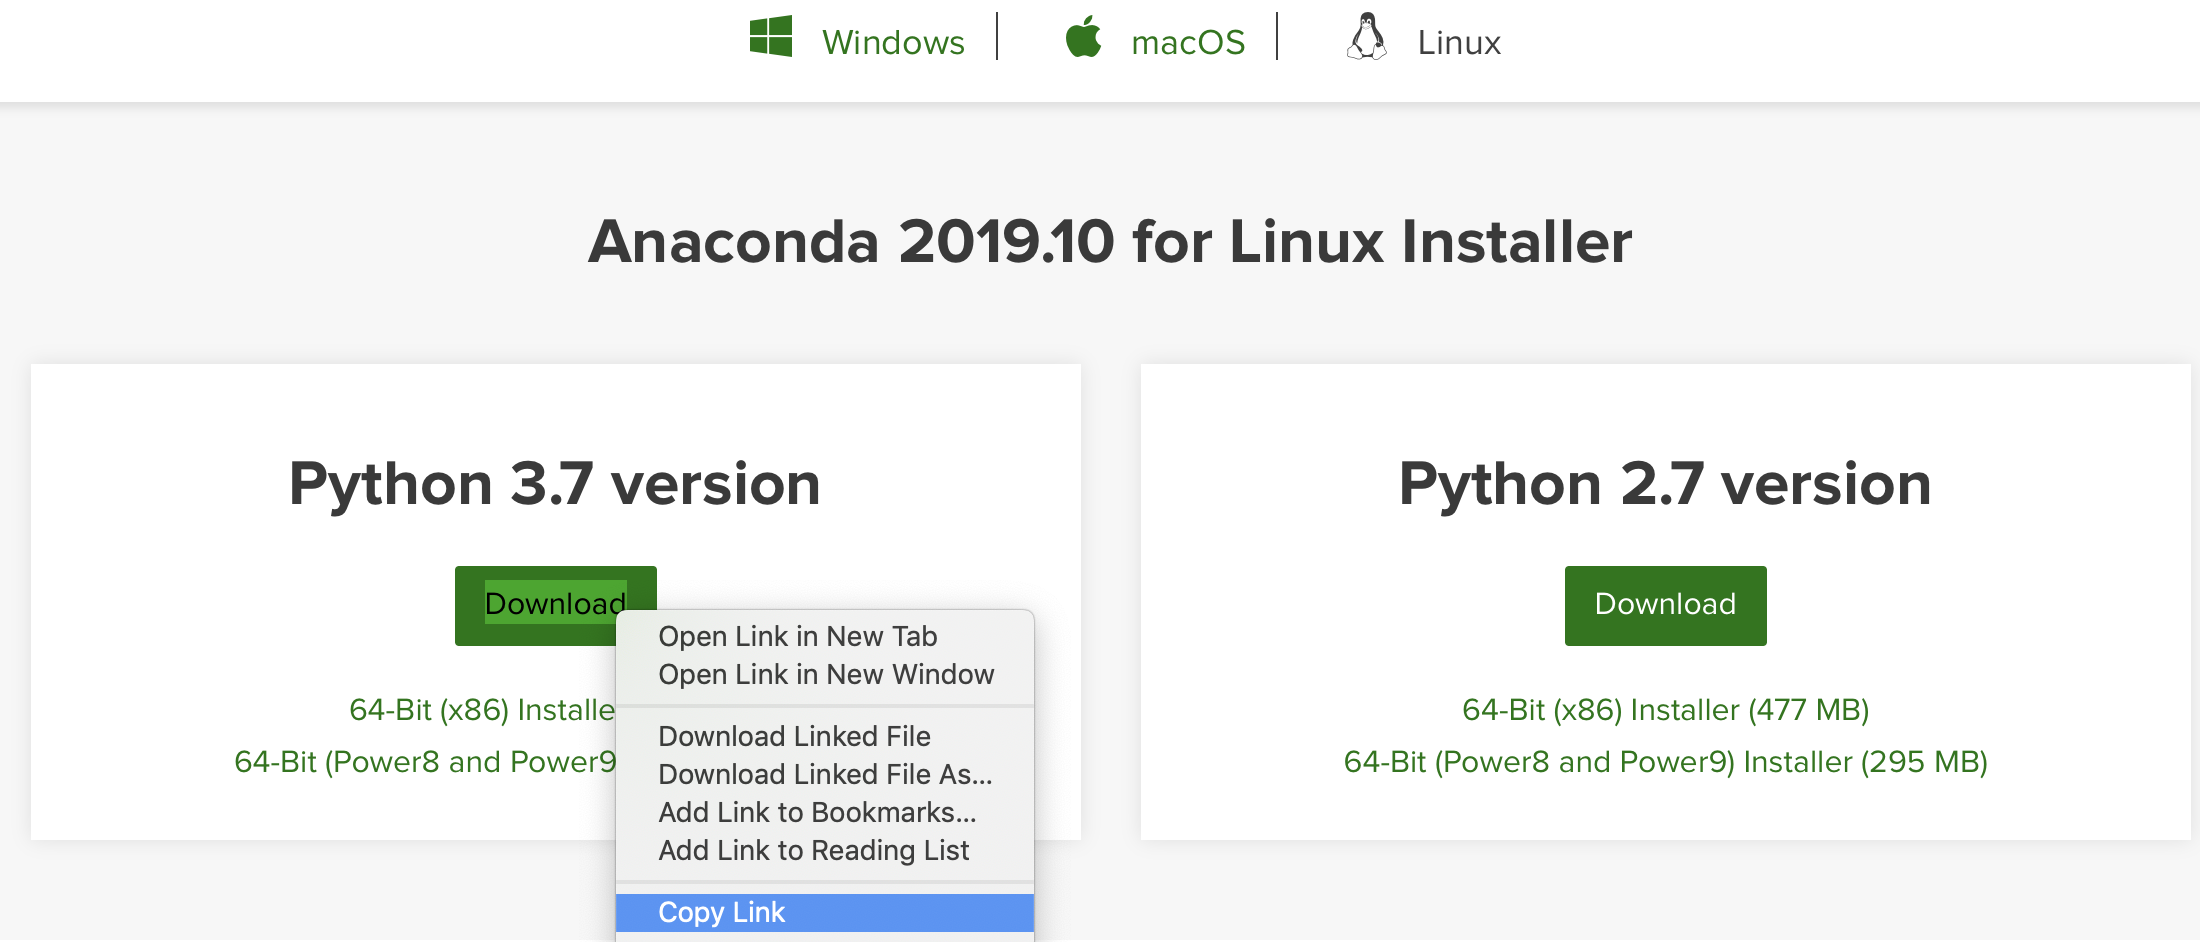 Windows macOS Linux
Anaconda 2019.10 for Linux Installer
Python 3.7 version
Download
64-Bit (x86) Installe
64-Bit (Power8 and Power9
Open Link in New Tab
Open Link in New Window
Download Linked File
Download Linked File As...
Add Link to Bookmarks...
Add Link to Reading List
Copy Link
Python 2.7 version
Download
64-Bit (x86) Installer (477 MB)
64-Bit (Power8 and Power9) Installer (295 MB)